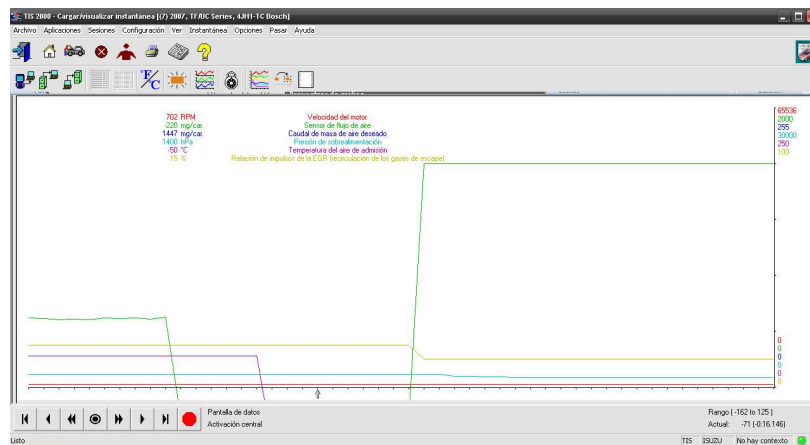 TIS 2000 - Cargar/visualizar instantánea [(7) 2007, TF/UC Series, 4JH1-TC Bosch]
Archivo Aplicaciones Sesiones Configuración Ver Instantánea Opciones Pasar Ayuda
°F/C
702 RPM Velocidad del motor 65536
-220 mg/car. Sensor de flujo de aire 2000
1447 mg/car. Caudal de masa de aire deseado 255
1400 hPa Presión de sobrealimentación 30000
-50 °C Temperatura del aire de admisión 250
15 % Relación de impulsos de la EGR (recirculación de los gases de escape) 100
0
0
0
0
0
0
Pantalla de datos Rango ( -162 to 125 )
Activación central Actual: -71 (-0:16.146)
Listo TIS ISUZU No hay contexto